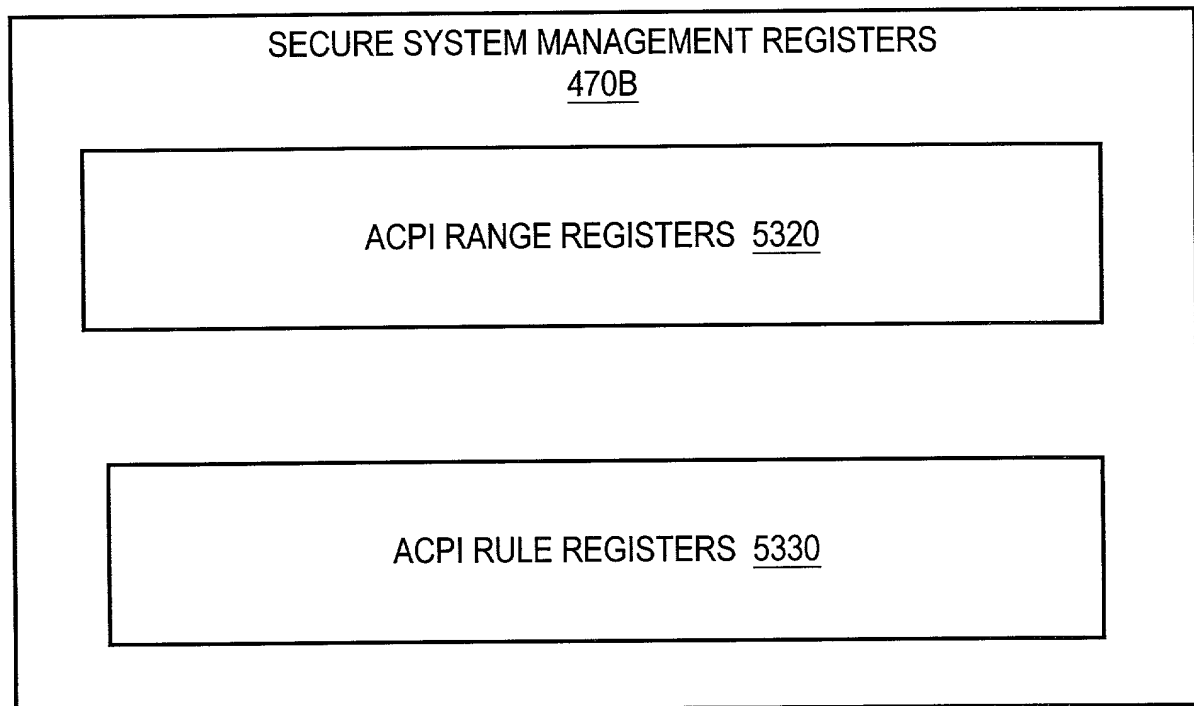 SECURE SYSTEM MANAGEMENT REGISTERS
470B
ACPI RANGE REGISTERS 5320
ACPI RULE REGISTERS 5330